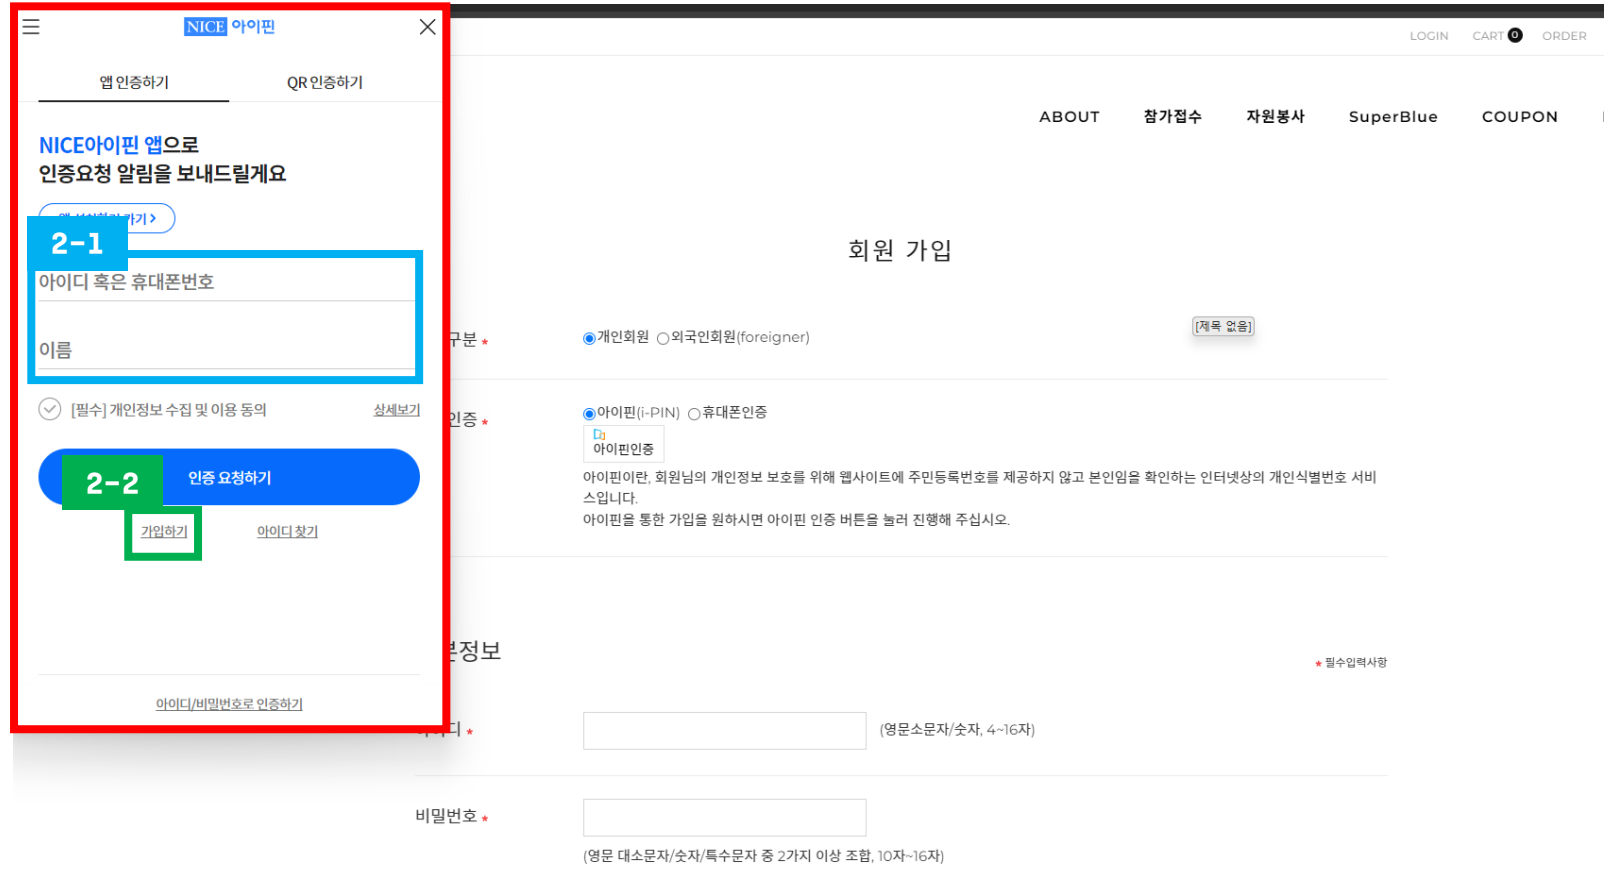 NICE 아이핀
앱 인증하기
QR 인증하기
NICE아이핀 앱으로
인증요청 알림을 보내드릴게요
가기 >
2-1
아이디 혹은 휴대폰번호
이름
[필수] 개인정보 수집 및 이용 동의
상세보기
2-2
인증 요청하기
가입하기
아이디 찾기
아이디/비밀번호로 인증하기
LOGIN CART 0 ORDER
ABOUT 참가접수 자원봉사 SuperBlue COUPON
회원 가입
구분 *
개인회원 외국인회원(foreigner)
[제목 없음]
인증 *
아이핀(i-PIN) 휴대폰인증
아이핀인증
아이핀이란, 회원님의 개인정보 보호를 위해 웹사이트에 주민등록번호를 제공하지 않고 본인임을 확인하는 인터넷상의 개인식별번호 서비
스입니다.
아이핀을 통한 가입을 원하시면 아이핀 인증 버튼을 눌러 진행해 주십시오.
정보
* 필수입력사항
디 *
(영문소문자/숫자, 4~16자)
비밀번호 *
(영문 대소문자/숫자/특수문자 중 2가지 이상 조합, 10자~16자)